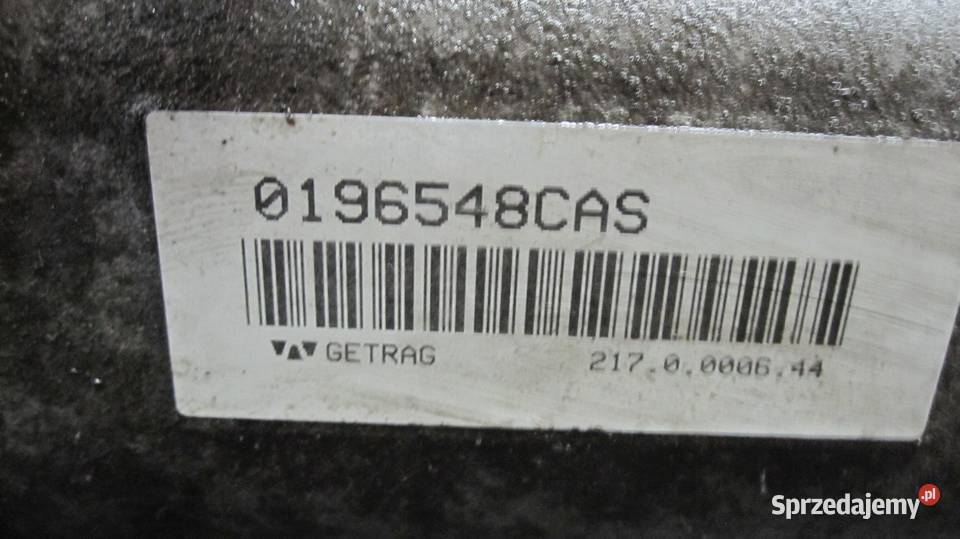 0196548CAS
GETRAG 217.0.0006.44
Sprzedajemy.pl